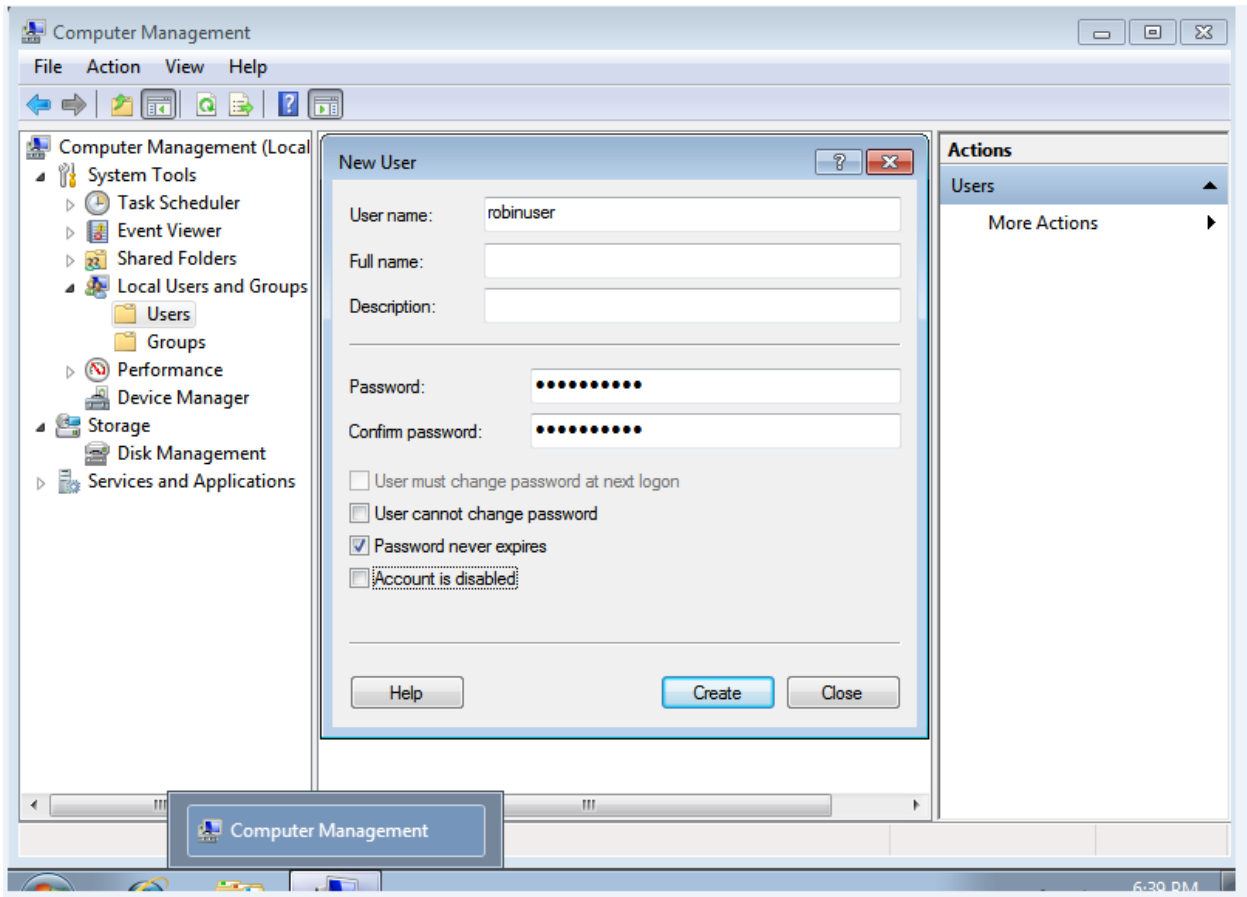 Computer Management
File Action View Help
Computer Management (Local
System Tools
Task Scheduler
Event Viewer
Shared Folders
Local Users and Groups
Users
Groups
Performance
Device Manager
Storage
Disk Management
Services and Applications
New User
User name: robinuser
Full name:
Description:
Password: ●●●●●●●●●●
Confirm password: ●●●●●●●●●●
User must change password at next logon
User cannot change password
Password never expires
Account is disabled
Help Create Close
Actions
Users
More Actions
Computer Management
6:39 PM